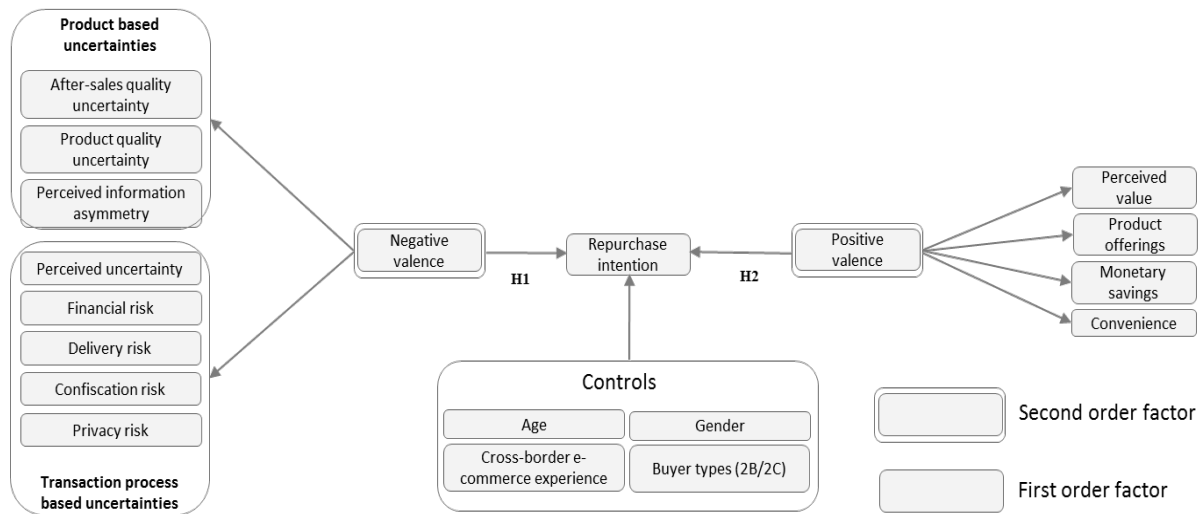 Product based
uncertainties
After-sales quality
uncertainty
Product quality
uncertainty
Perceived information
asymmetry
Perceived uncertainty
Financial risk
Delivery risk
Confiscation risk
Privacy risk
Transaction process
based uncertainties
Negative
valence
H1
Repurchase
intention
H2
Positive
valence
Perceived
value
Product
offerings
Monetary
savings
Convenience
Controls
Age
Gender
Cross-border e-
commerce experience
Buyer types (2B/2C)
Second order factor
First order factor